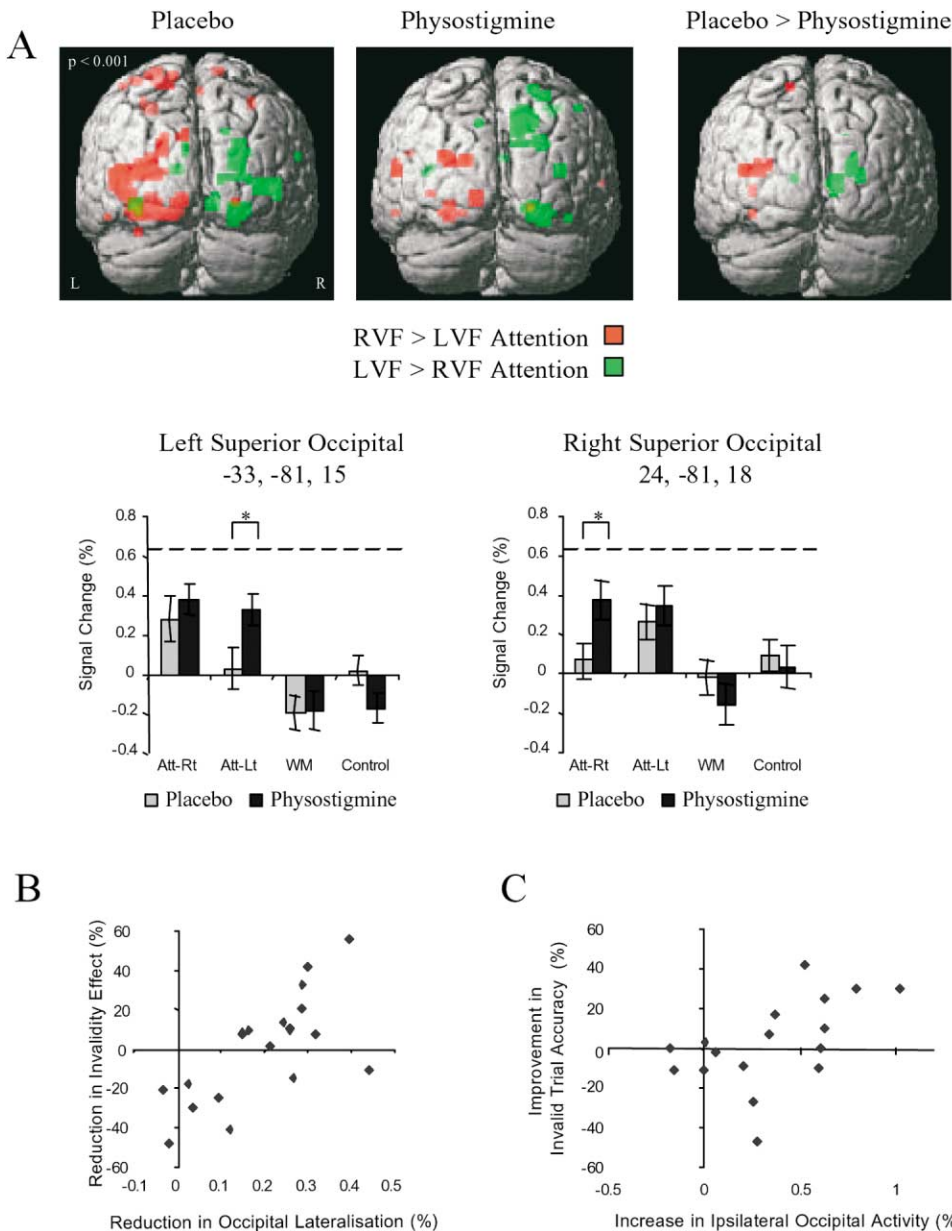 A
Placebo
Physostigmine
Placebo > Physostigmine
p < 0.001
L
R
RVF > LVF Attention
LVF > RVF Attention
Left Superior Occipital
-33, -81, 15
Signal Change (%)
0.8
0.6
0.4
0.2
0
-0.2
-0.4
*
Att-Rt Att-Lt WM Control
Placebo Physostigmine
Right Superior Occipital
24, -81, 18
Signal Change (%)
0.8
0.6
0.4
0.2
0
-0.2
-0.4
*
Att-Rt Att-Lt WM Control
Placebo Physostigmine
B
Reduction in Invalidity Effect (%)
60
40
20
0
-20
-40
-60
-0.1 0 0.1 0.2 0.3 0.4 0.5
Reduction in Occipital Lateralisation (%)
C
Improvement in
Invalid Trial Accuracy (%)
60
40
20
0
-20
-40
-60
-0.5 0 0.5 1
Increase in Ipsilateral Occipital Activity (%